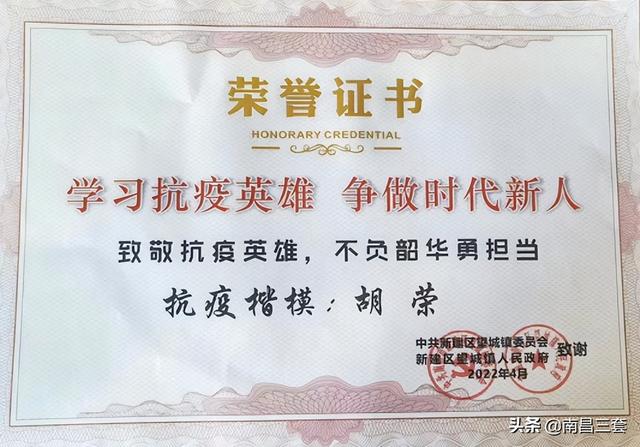 荣誉证书
HONORARY CREDENTIAL
学习抗疫英雄 争做时代新人
致敬抗疫英雄，不负韶华勇担当
抗疫楷模：胡 荣
中共新建区望城镇委员会
新建区望城镇人民政府 致谢
2022年4月
头条 @南昌三套